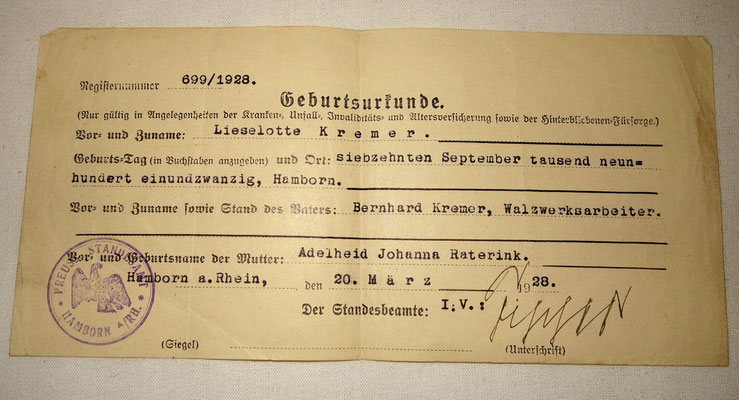 Registernummer 699/1928.
Geburtsurkunde.
(Nur gültig in Angelegenheiten der Kranken-, Unfall-, Invaliditäts- und Altersversicherung sowie der Hinterbliebenen-Fürsorge.)
Vor- und Zuname: Lieselotte Kremer.
Geburts-Tag (in Buchstaben anzugeben) und Ort: siebzehnten September tausend neun=
hundert einundzwanzig, Hamborn.
Vor- und Zuname sowie Stand des Vaters: Bernhard Kremer, Walzwerksarbeiter.
Vor- und Geburtsname der Mutter: Adelheid Johanna Raterink.
Hamborn a.Rhein, den 20. März 1928.
Der Standesbeamte: I.V.:
(Siegel) (Unterschrift)
PREUSS. STANDESAMT
HAMBORN a/RH.